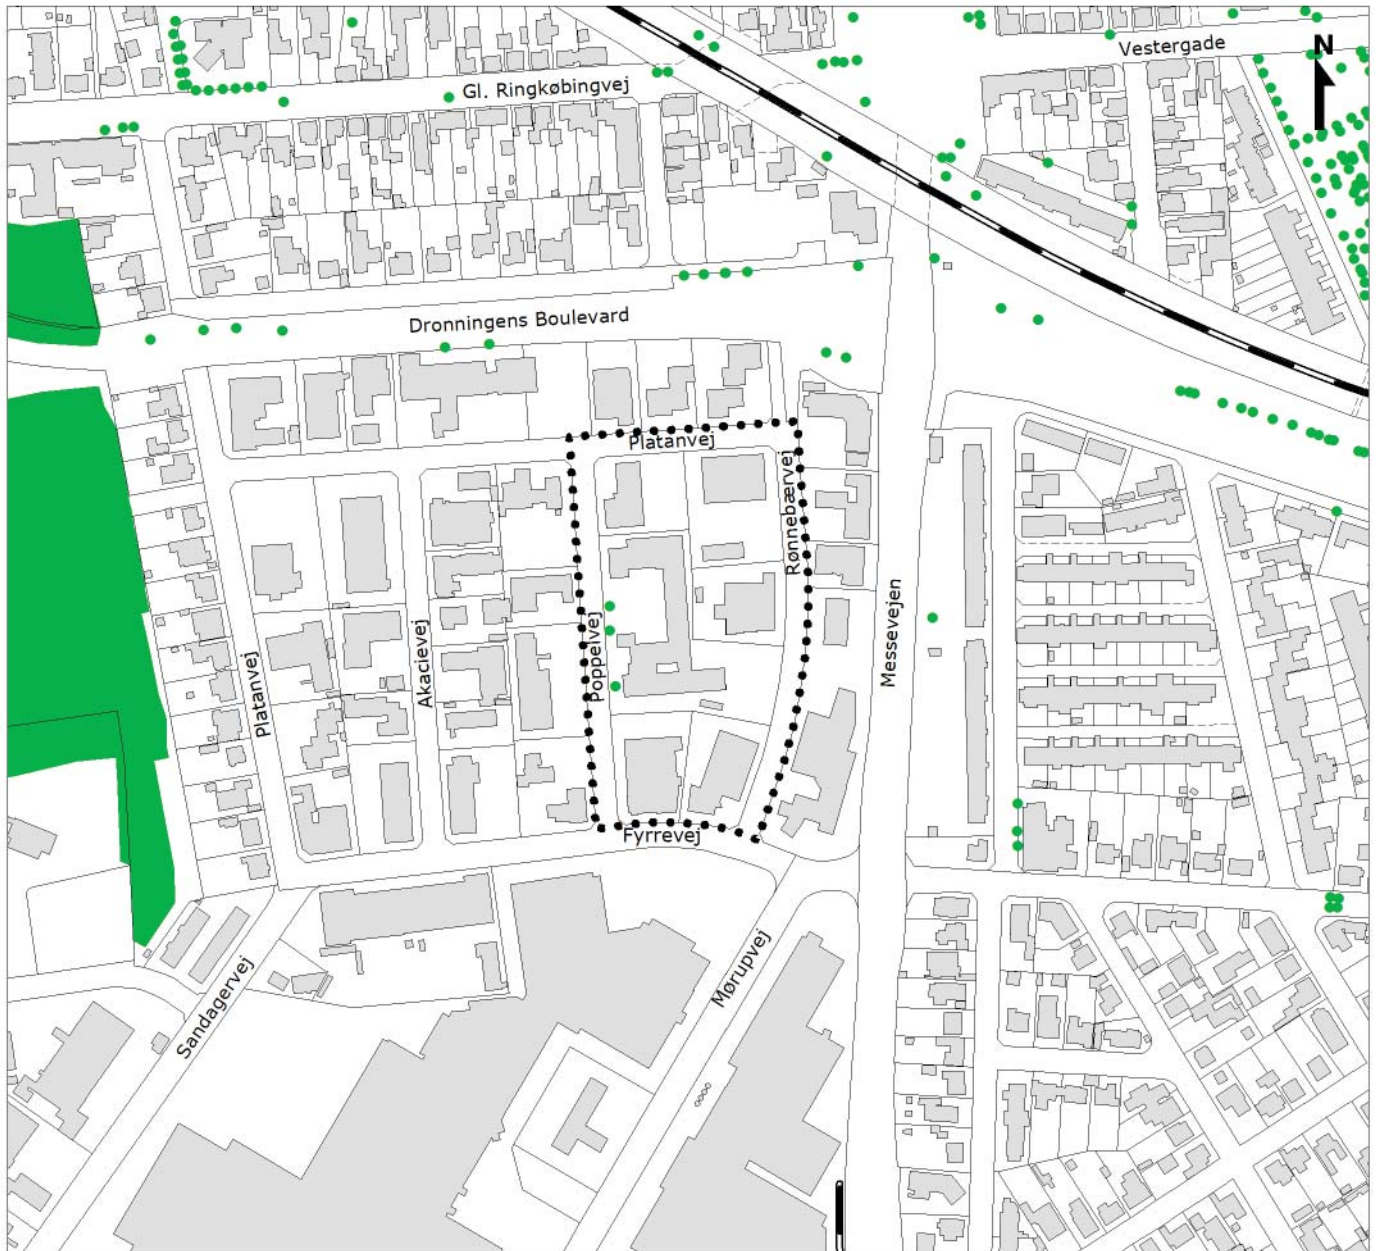 Vestergade
N
Gl. Ringkøbingvej
Dronningens Boulevard
Platanvej
Rønnebærvej
Messevejen
Poppelvej
Akacievej
Platanvej
Fyrrevej
Mørupvej
Sandagervej